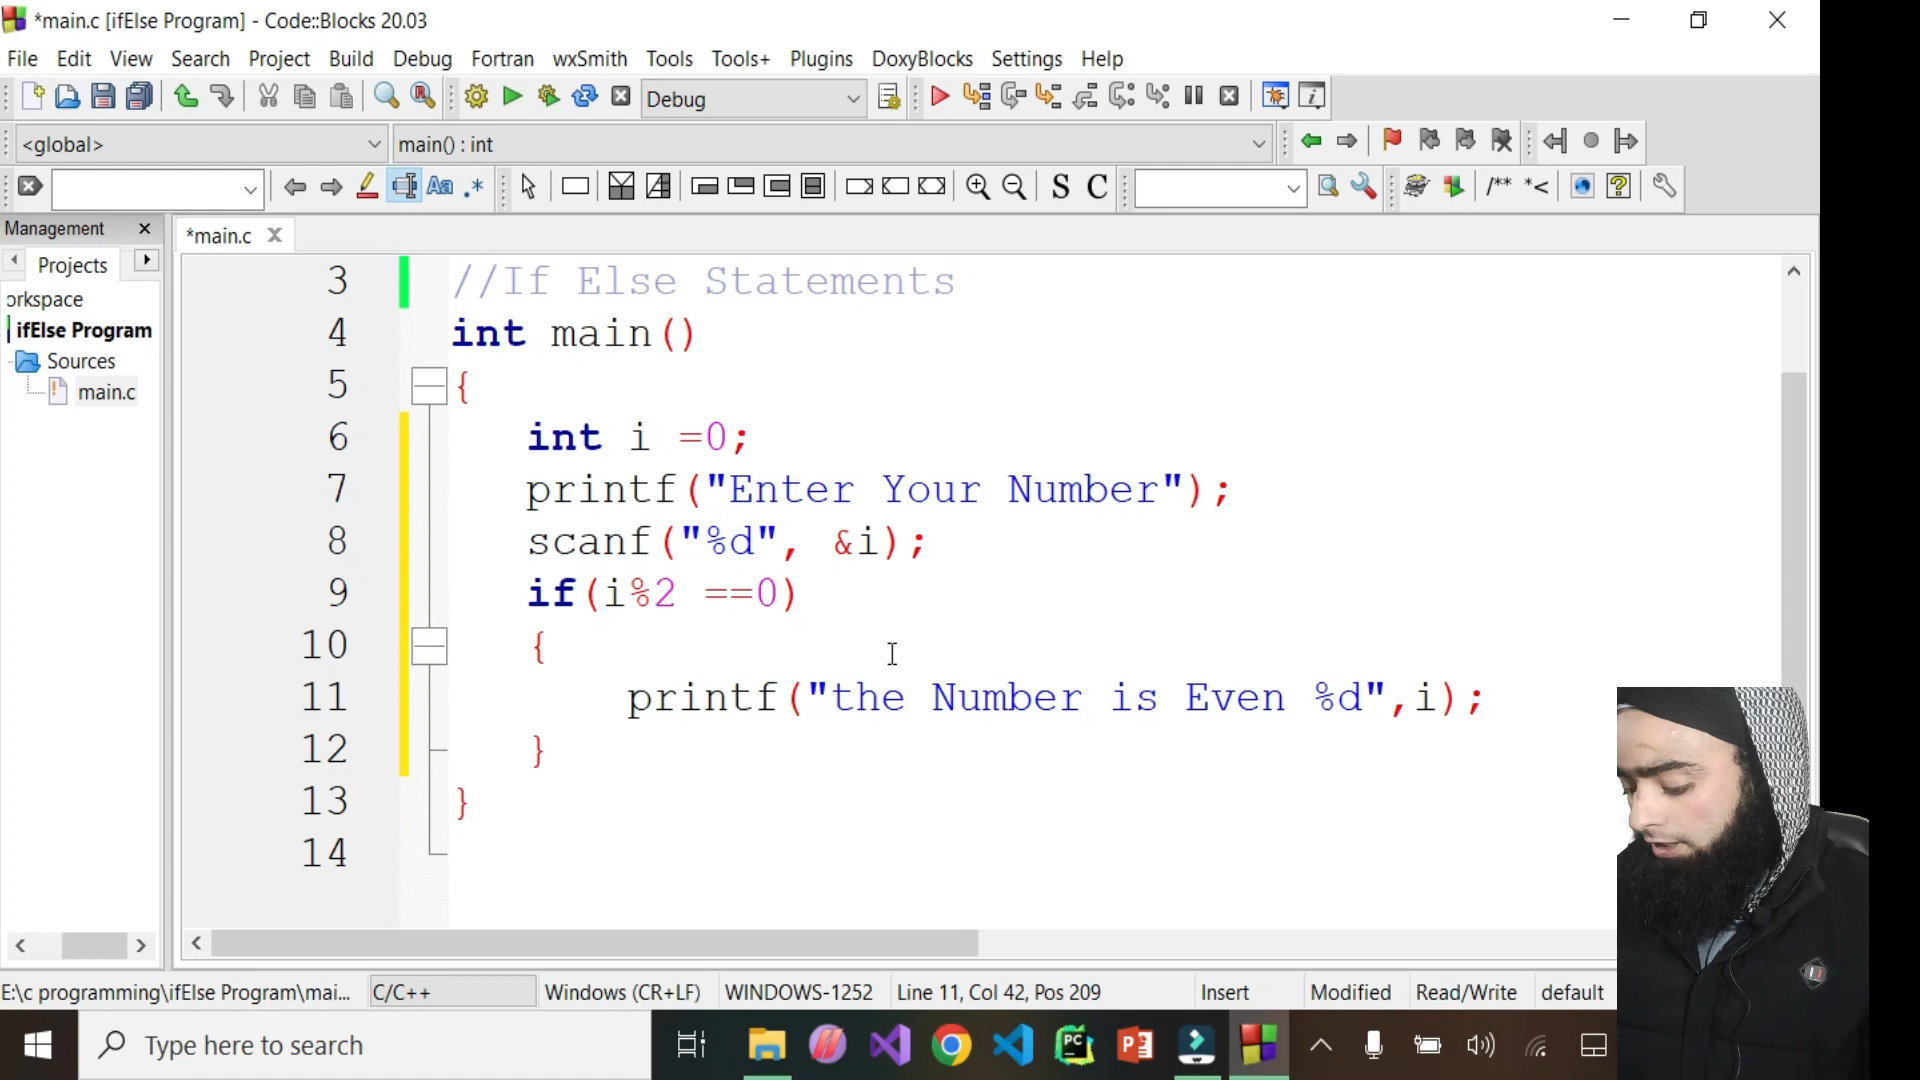 *main.c [ifElse Program] - Code::Blocks 20.03
File Edit View Search Project Build Debug Fortran wxSmith Tools Tools+ Plugins DoxyBlocks Settings Help
Debug
<global> main() : int
Aa .* S C /** *<
Management
*main.c
Projects
orkspace
ifElse Program
Sources
main.c
3 //If Else Statements
4 int main()
5 {
6 int i =0;
7 printf("Enter Your Number");
8 scanf("%d", &i);
9 if(i%2 ==0)
10 {
11 printf("the Number is Even %d",i);
12 }
13 }
14
E:\c programming\ifElse Program\mai... C/C++ Windows (CR+LF) WINDOWS-1252 Line 11, Col 42, Pos 209 Insert Modified Read/Write default
Type here to search